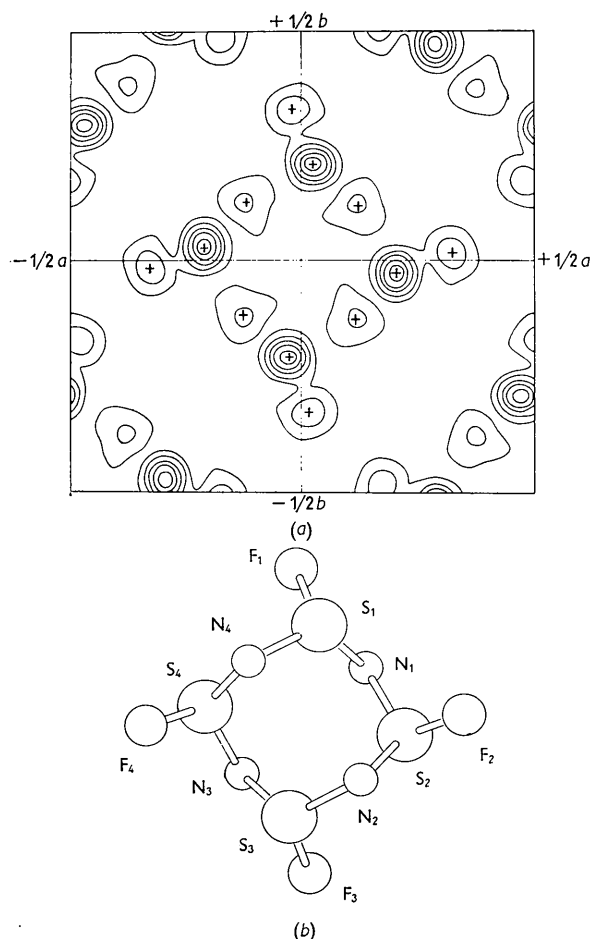 + 1/2 b
- 1/2 a
+ 1/2 a
- 1/2 b
(a)
F1
S1
N4
S4
N1
F4
F2
N3
S2
N2
S3
F3
(b)